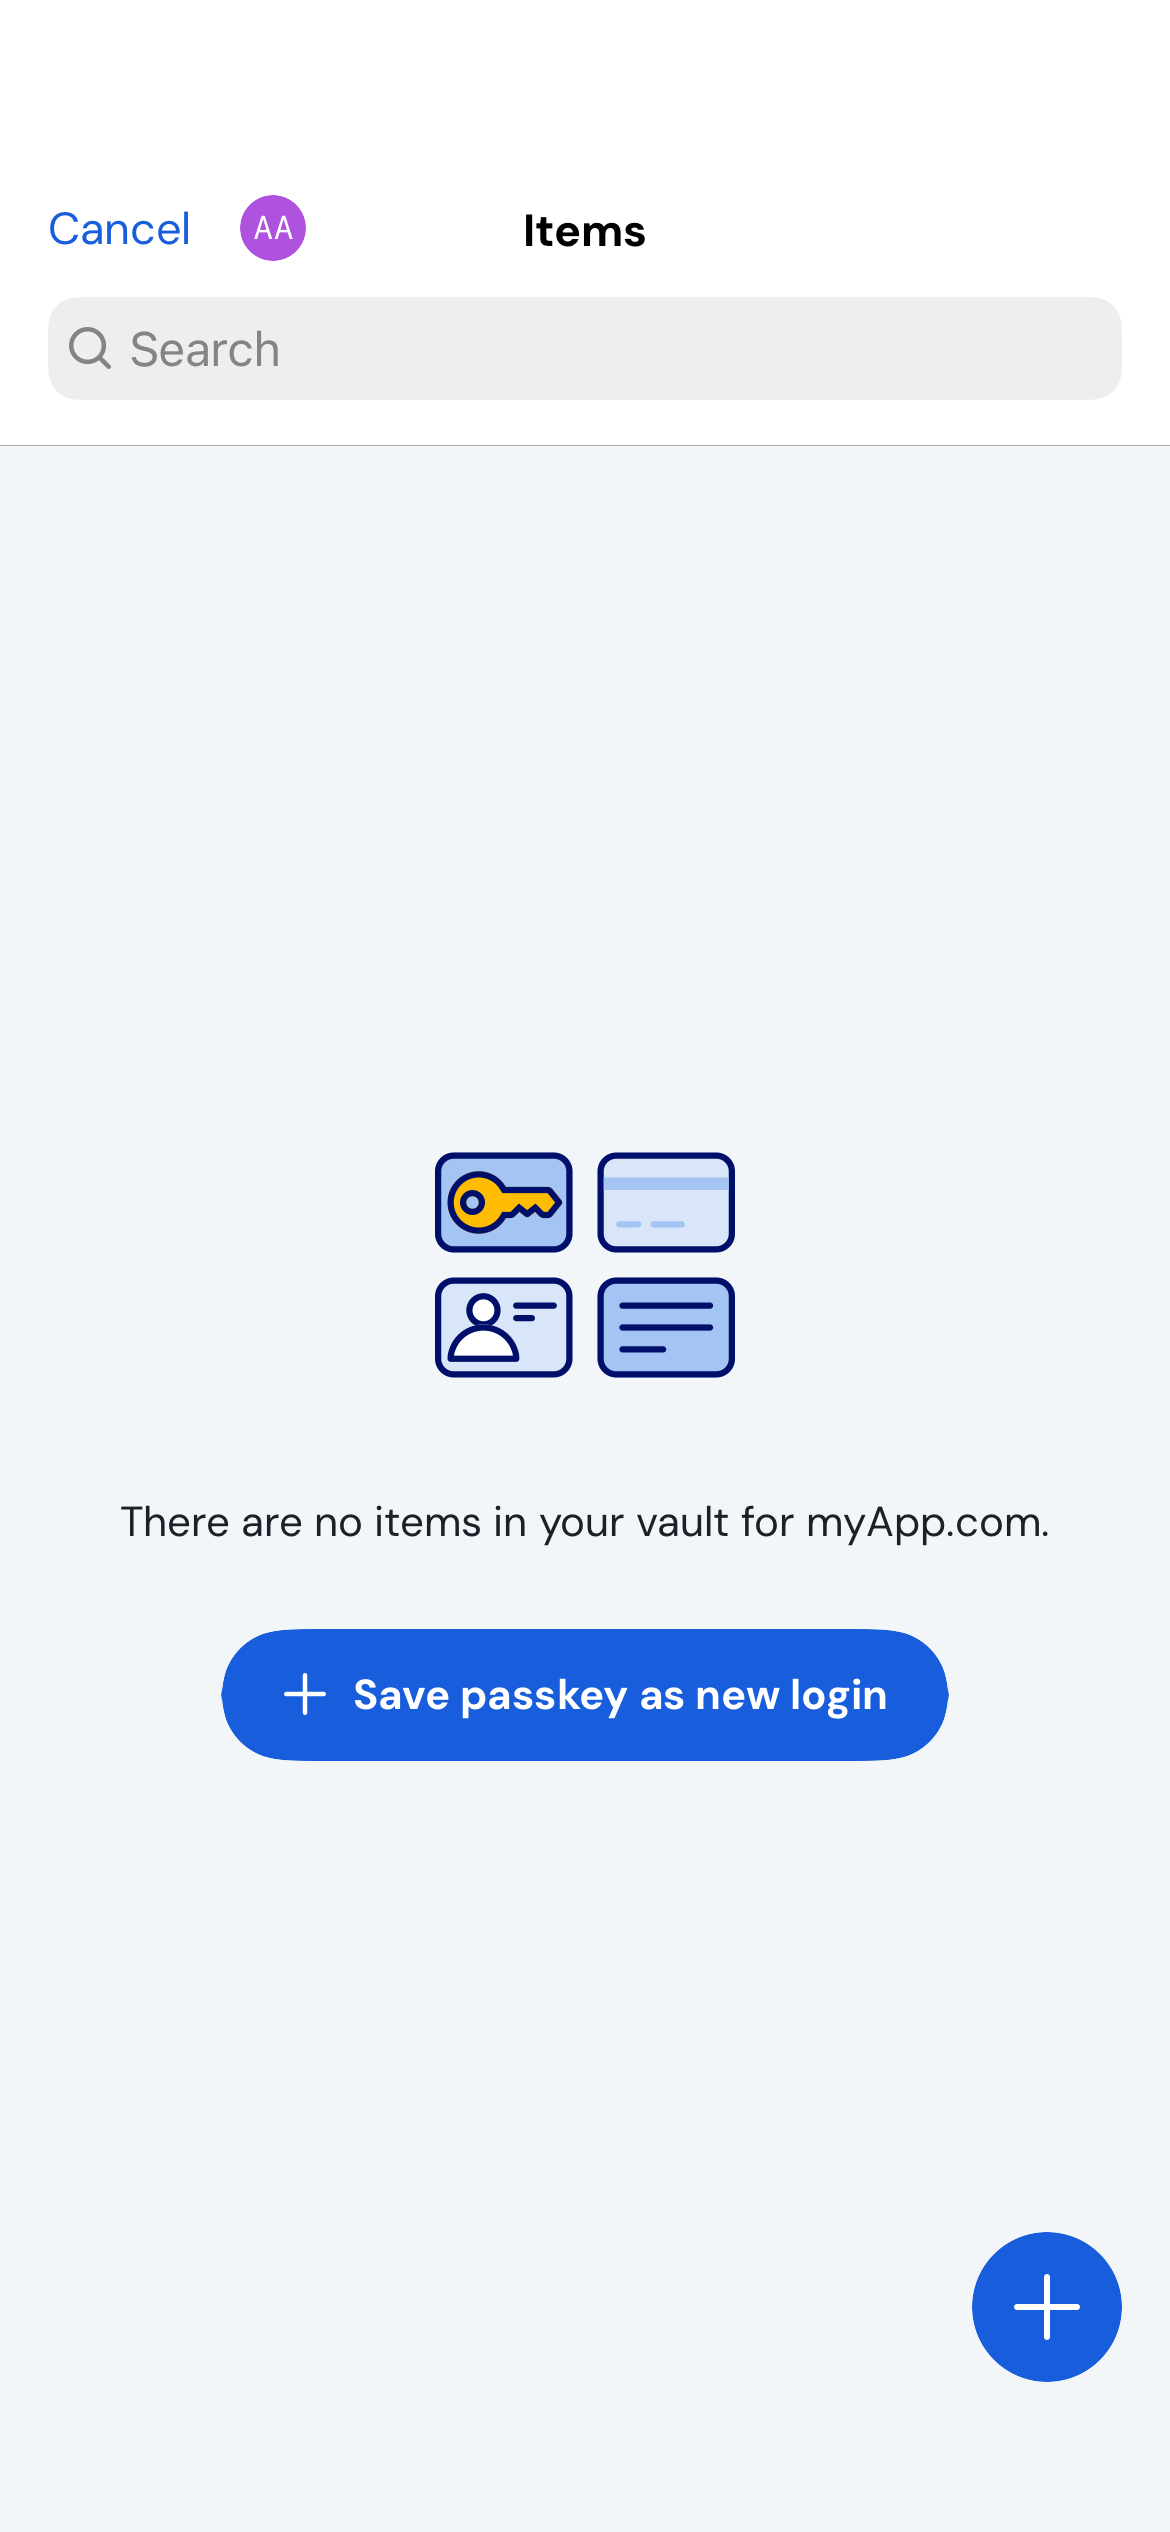 Cancel
AA
Items
Search
There are no items in your vault for myApp.com.
Save passkey as new login